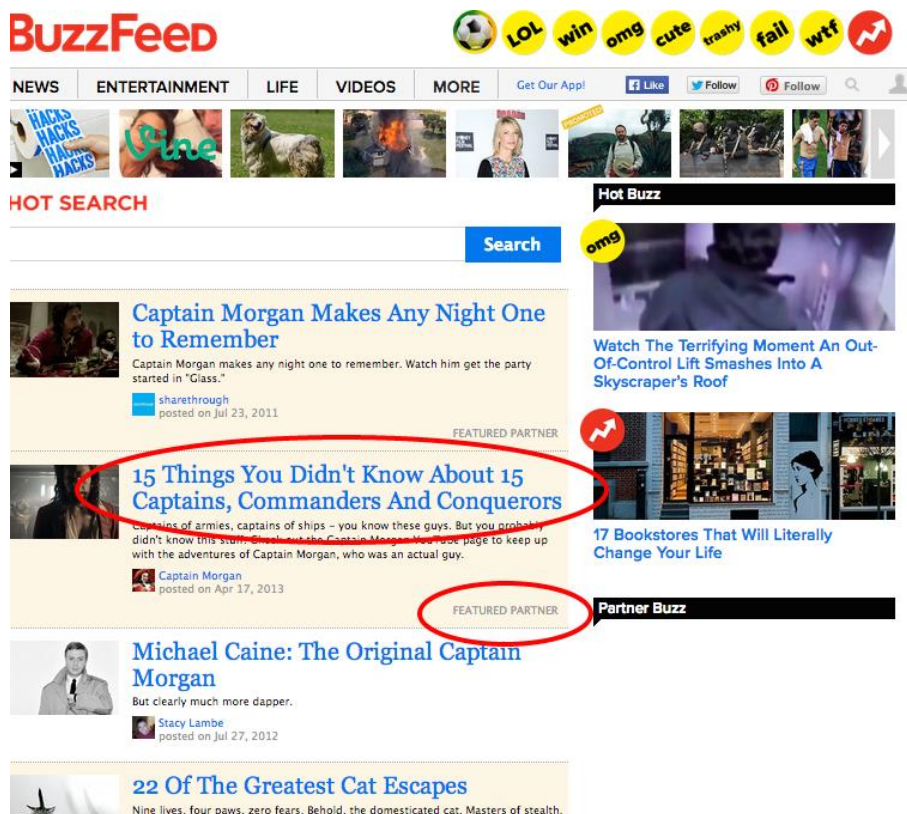 BuzzFeed
LOL win omg cute trashy fail wtf
NEWS ENTERTAINMENT LIFE VIDEOS MORE Get Our App! Like Follow Follow
HACKS
HACKS
HACKS
HACKS
Vine
PROMOTED
HOT SEARCH
Search
Captain Morgan Makes Any Night One
to Remember
Captain Morgan makes any night one to remember. Watch him get the party
started in "Glass."
sharethrough
posted on Jul 23, 2011
FEATURED PARTNER
15 Things You Didn't Know About 15
Captains, Commanders And Conquerors
Captains of armies, captains of ships – you know these guys. But you probably
didn't know this stuff. Check out the Captain Morgan YouTube page to keep up
with the adventures of Captain Morgan, who was an actual guy.
Captain Morgan
posted on Apr 17, 2013
FEATURED PARTNER
Michael Caine: The Original Captain
Morgan
But clearly much more dapper.
Stacy Lambe
posted on Jul 27, 2012
22 Of The Greatest Cat Escapes
Nine lives, four paws, zero fears. Behold, the domesticated cat. Masters of stealth,
Hot Buzz
omg
Watch The Terrifying Moment An Out-
Of-Control Lift Smashes Into A
Skyscraper's Roof
17 Bookstores That Will Literally
Change Your Life
Partner Buzz